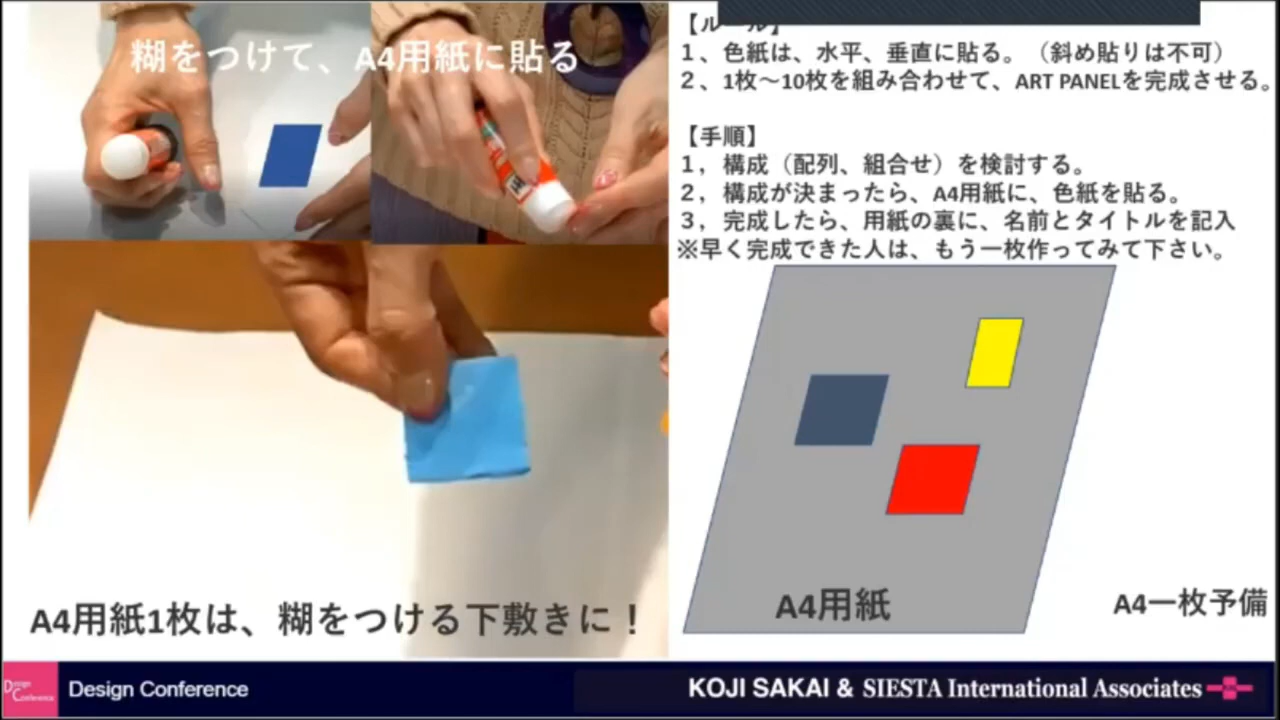 糊をつけて、A4用紙に貼る
A4用紙1枚は、糊をつける下敷きに！
【ルール】
１、色紙は、水平、垂直に貼る。（斜め貼りは不可）
２、1枚～10枚を組み合わせて、ART PANELを完成させる。
【手順】
１，構成（配列、組合せ）を検討する。
２，構成が決まったら、A4用紙に、色紙を貼る。
３，完成したら、用紙の裏に、名前とタイトルを記入
※早く完成できた人は、もう一枚作ってみて下さい。
A4用紙
A4一枚予備
Design
Conference
Design Conference
KOJI SAKAI & SIESTA International Associates